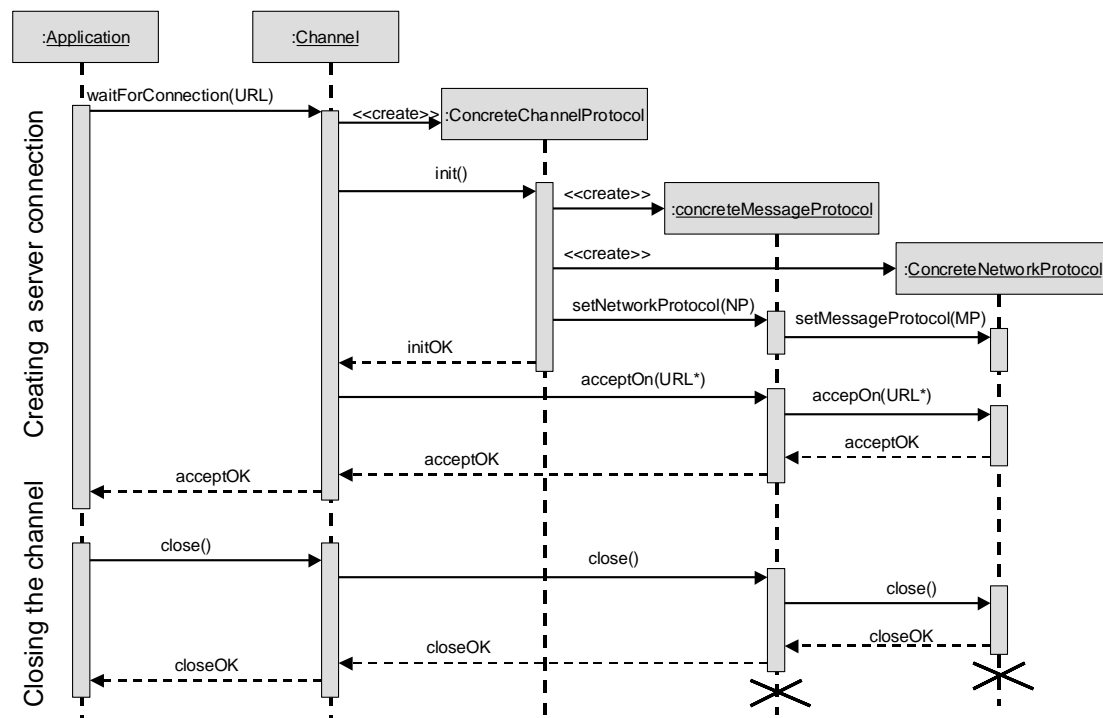 :Application
:Channel
waitForConnection(URL)
<<create>>
:ConcreteChannelProtocol
init()
<<create>>
:concreteMessageProtocol
<<create>>
:ConcreteNetworkProtocol
setNetworkProtocol(NP)
setMessageProtocol(MP)
initOK
acceptOn(URL*)
accepOn(URL*)
acceptOK
acceptOK
acceptOK
Creating a server connection
close()
close()
close()
closeOK
closeOK
closeOK
Closing the channel